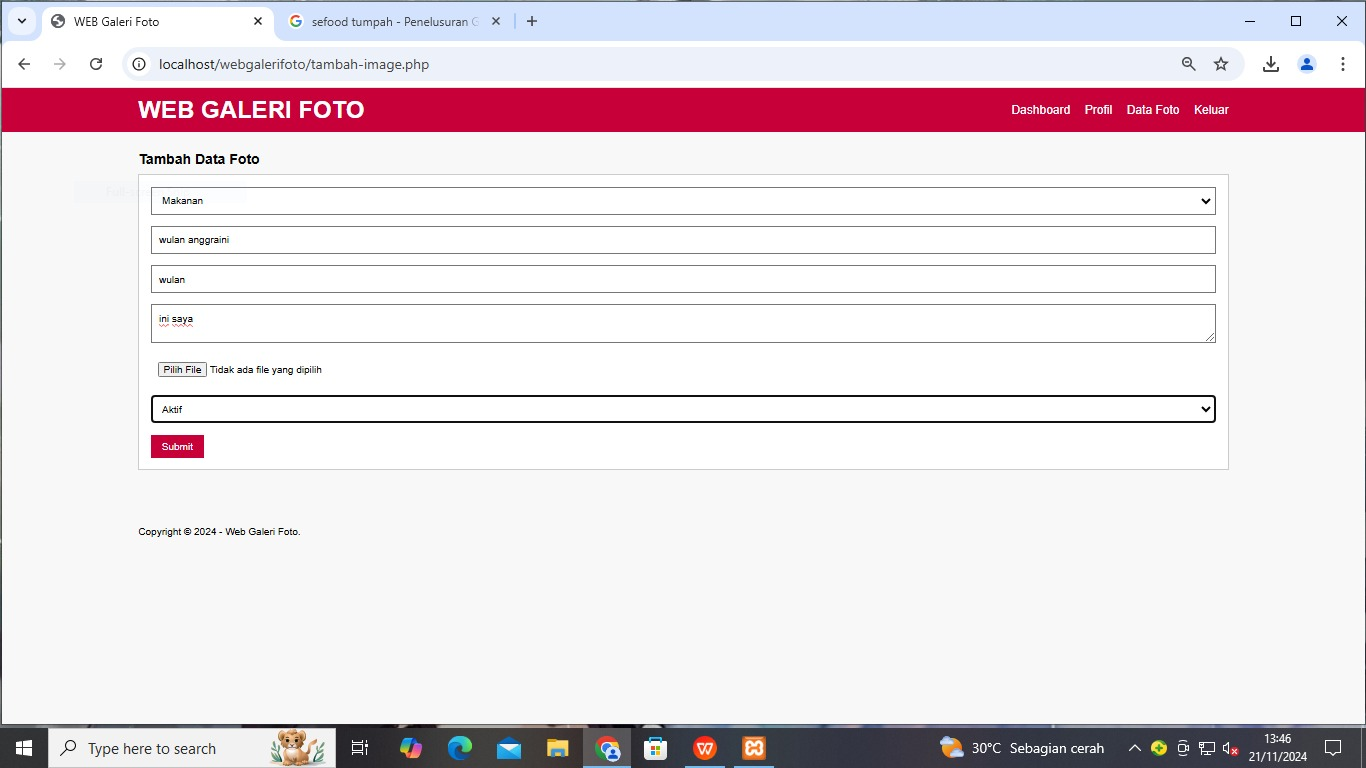 WEB Galeri Foto
sefood tumpah - Penelusuran G
localhost/webgalerifoto/tambah-image.php
WEB GALERI FOTO
Dashboard Profil Data Foto Keluar
Tambah Data Foto
Makanan
wulan anggraini
wulan
ini saya
Pilih File Tidak ada file yang dipilih
Aktif
Submit
Copyright © 2024 - Web Galeri Foto.
Type here to search
30°C Sebagian cerah
13:46
21/11/2024